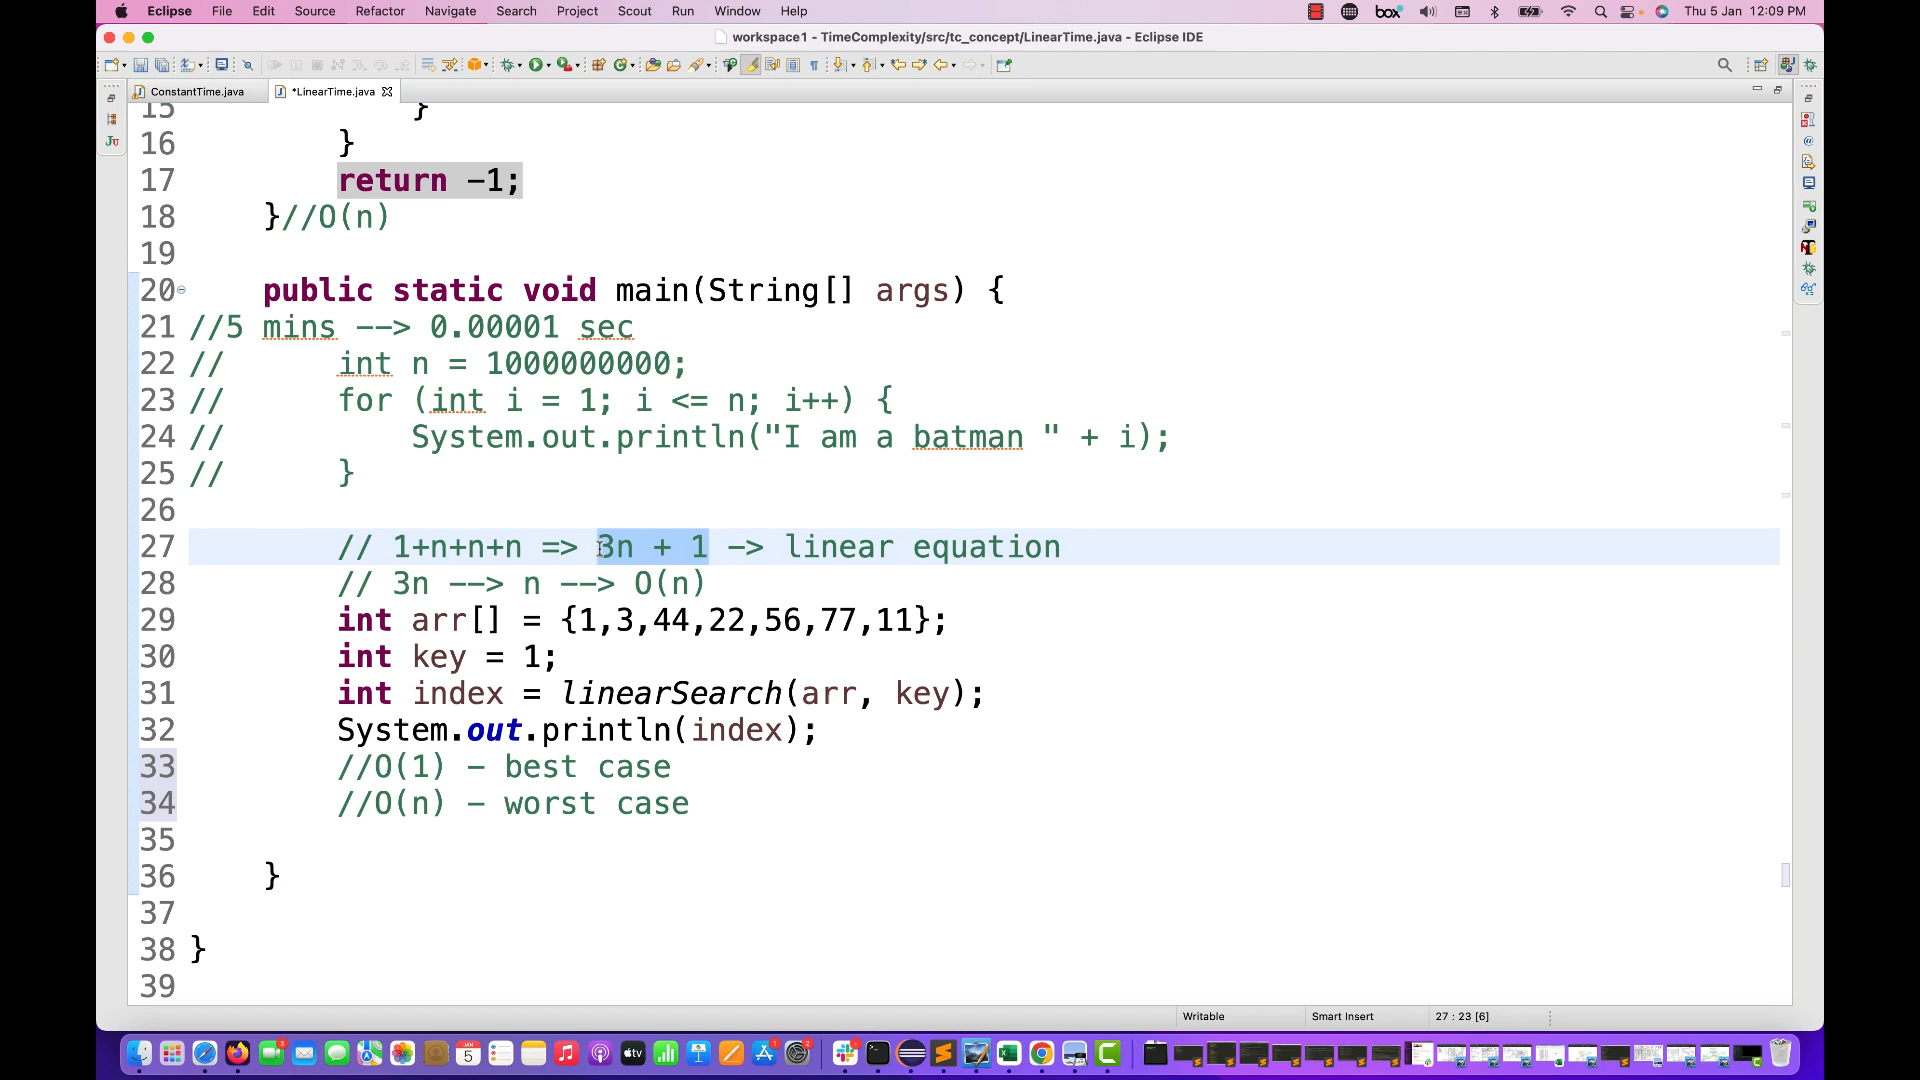 Eclipse File Edit Source Refactor Navigate Search Project Scout Run Window Help box Thu 5 Jan 12:09 PM
workspace1 - TimeComplexity/src/tc_concept/LinearTime.java - Eclipse IDE
ConstantTime.java *LinearTime.java
15 }
16 }
17 return -1;
18 }//O(n)
19
20 public static void main(String[] args) {
21 //5 mins --> 0.00001 sec
22 // int n = 1000000000;
23 // for (int i = 1; i <= n; i++) {
24 // System.out.println("I am a batman " + i);
25 // }
26
27 // 1+n+n+n => 3n + 1 -> linear equation
28 // 3n --> n --> O(n)
29 int arr[] = {1,3,44,22,56,77,11};
30 int key = 1;
31 int index = linearSearch(arr, key);
32 System.out.println(index);
33 //O(1) - best case
34 //O(n) - worst case
35
36 }
37
38 }
39
Writable Smart Insert 27 : 23 [6]